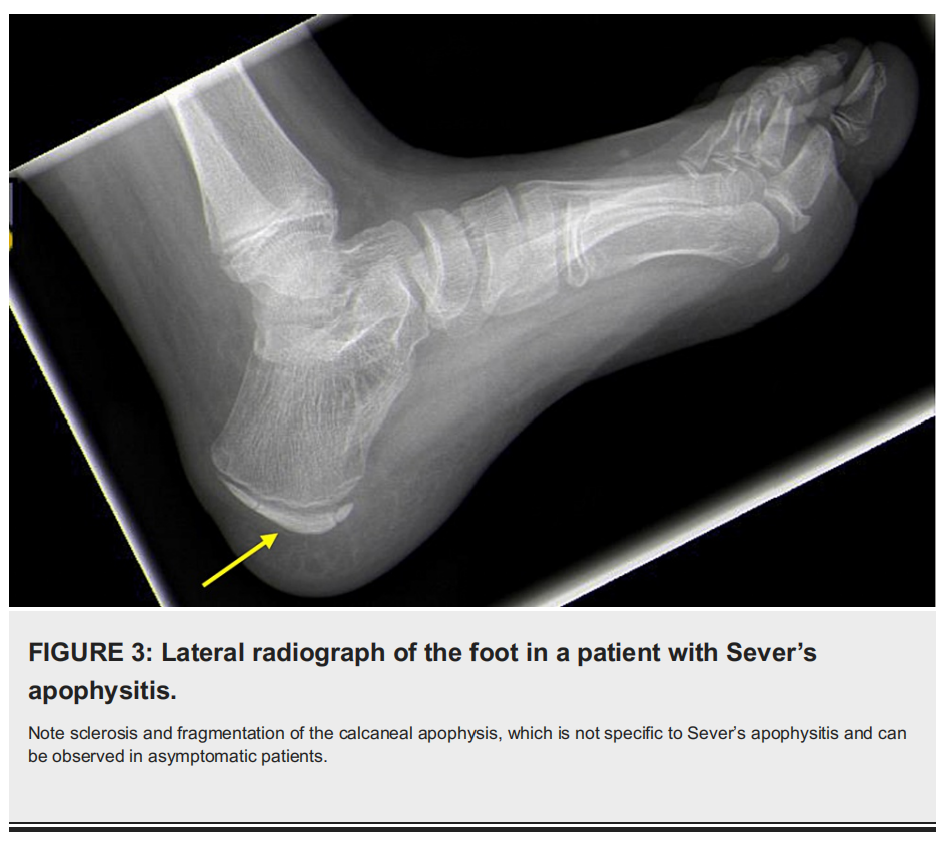 FIGURE 3: Lateral radiograph of the foot in a patient with Sever’s
apophysitis.
Note sclerosis and fragmentation of the calcaneal apophysis, which is not specific to Sever’s apophysitis and can
be observed in asymptomatic patients.